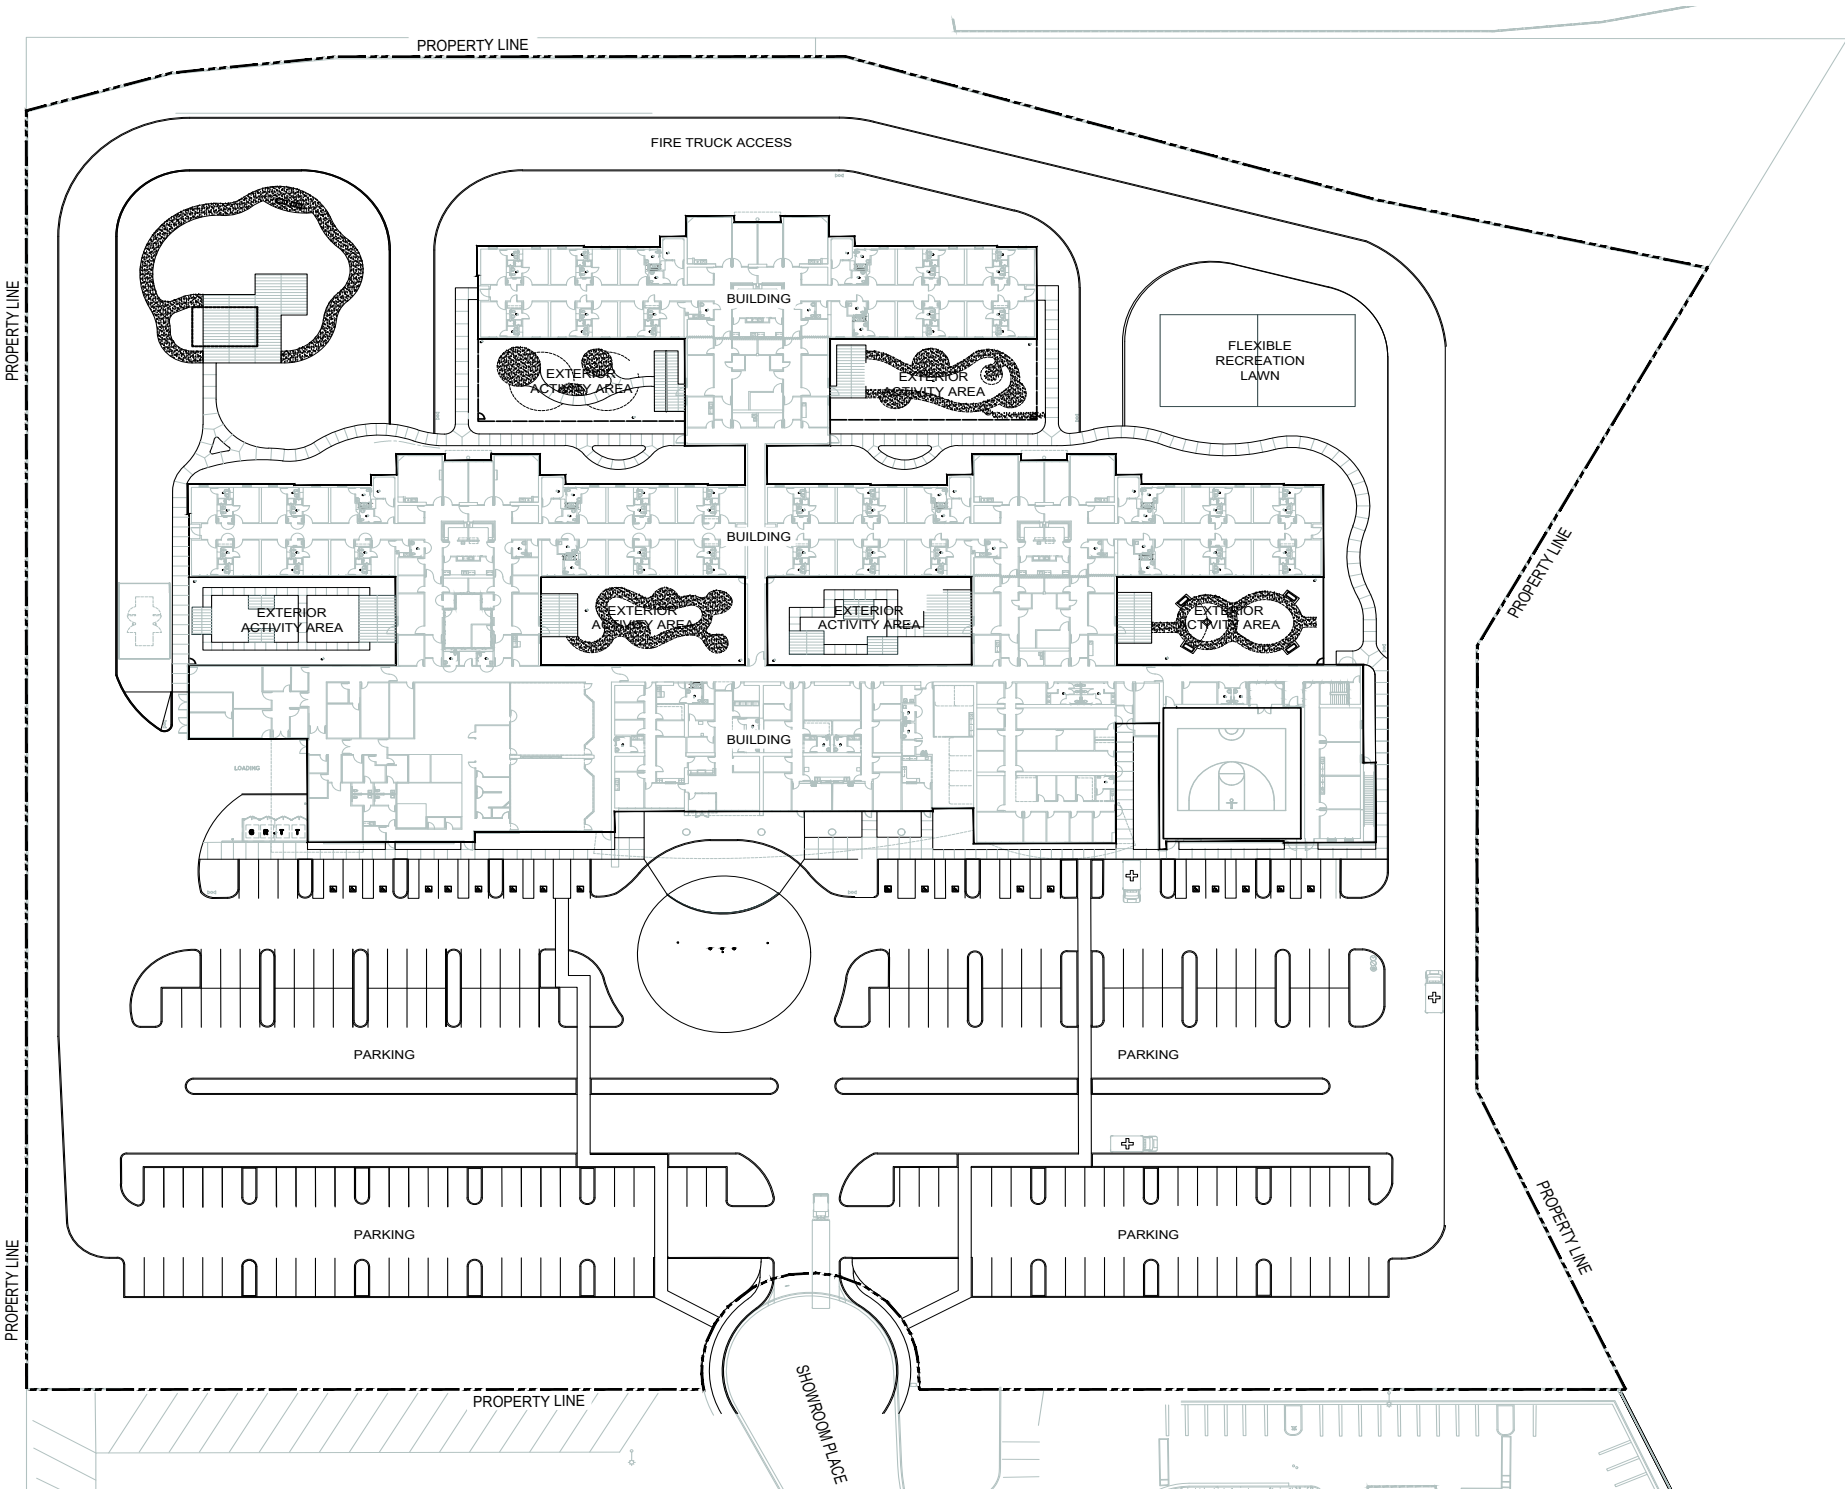 PROPERTY LINE
FIRE TRUCK ACCESS
PROPERTY LINE
BUILDING
FLEXIBLE
RECREATION
LAWN
EXTERIOR
ACTIVITY AREA
EXTERIOR
ACTIVITY AREA
BUILDING
PROPERTY LINE
EXTERIOR
ACTIVITY AREA
EXTERIOR
ACTIVITY AREA
EXTERIOR
ACTIVITY AREA
EXTERIOR
ACTIVITY AREA
BUILDING
LOADING
PARKING
PARKING
PARKING
PARKING
PROPERTY LINE
PROPERTY LINE
PROPERTY LINE
SHOWROOM PLACE